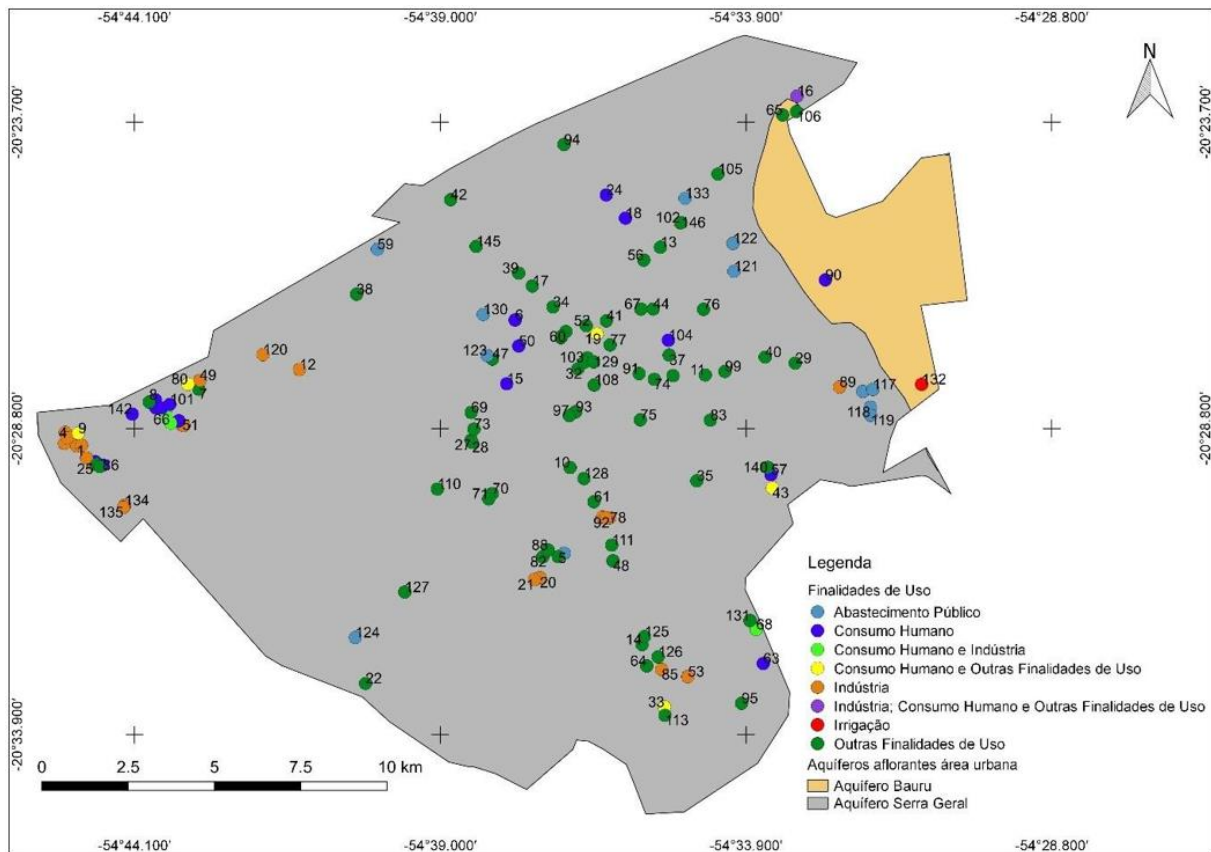 -54°44.100' -54°39.000' -54°33.900' -54°28.800'
N
-20°23.700' -20°23.700'
16
65 106
94
105
24 133
42 18
102 146
122
59 145 13
56
39 121
17 90
38
34 67 44 76
130 6 52 41
19
60 104
50 77
120 123 47 103 37 40
129 29
12 32 91 99
49 11
80 15 108 74 89 117 132
7
8 101
142 69 97 93 118
66 75 83 119
51 73
9
4 27 28
1
-20°28.800' -20°28.800'
25 36 10 140 57
128 35
110 70 43
71
134 61
135 92 78
111
88
82 5 48
21 20
127
131
68
124 125
14
126 63
64
85 53
22
33 95
113
-20°33.900' -20°33.900'
Legenda
Finalidades de Uso
Abastecimento Público
Consumo Humano
Consumo Humano e Indústria
Consumo Humano e Outras Finalidades de Uso
Indústria
Indústria; Consumo Humano e Outras Finalidades de Uso
Irrigação
Outras Finalidades de Uso
Aquíferos aflorantes área urbana
Aquífero Bauru
Aquífero Serra Geral
0 2.5 5 7.5 10 km
-54°44.100' -54°39.000' -54°33.900' -54°28.800'